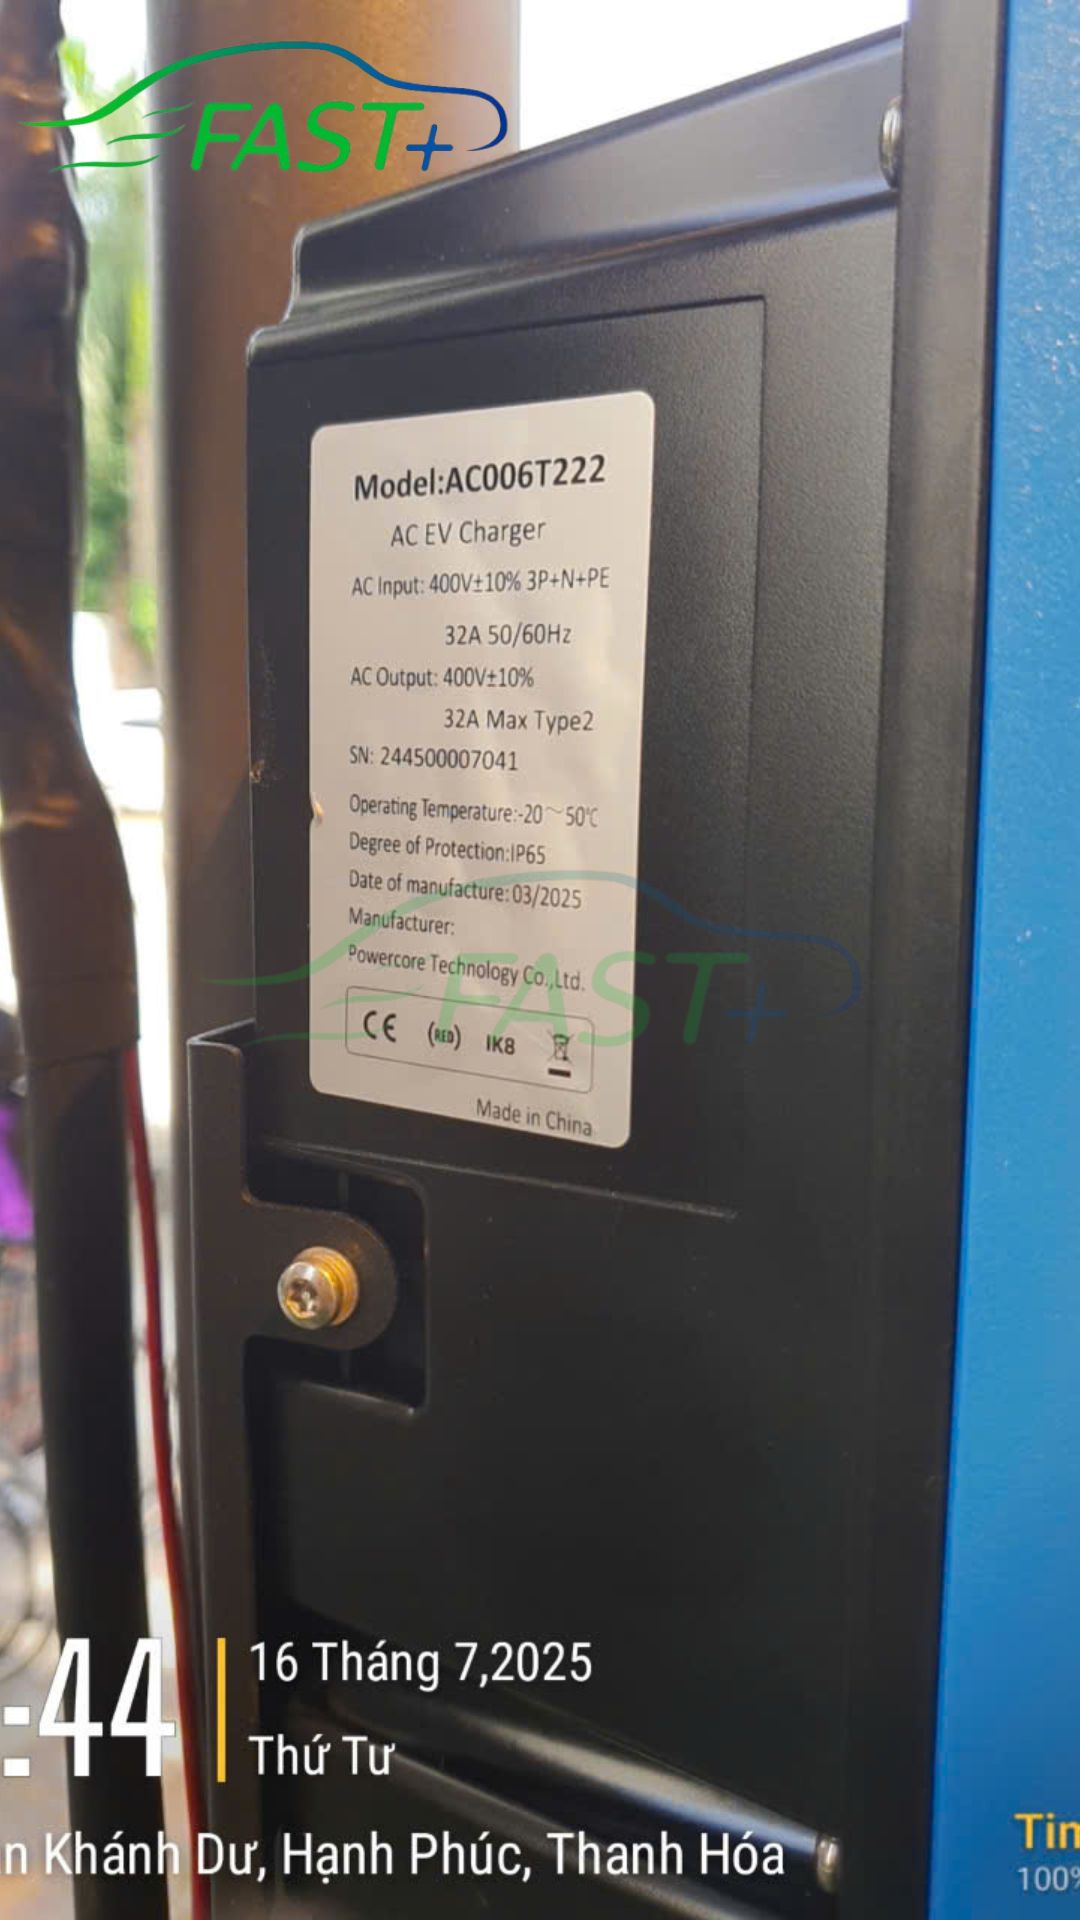 FAST+
Model:AC006T222
AC EV Charger
AC Input: 400V±10% 3P+N+PE
32A 50/60Hz
AC Output: 400V±10%
32A Max Type2
SN: 244500007041
Operating Temperature:-20~50℃
Degree of Protection:IP65
Date of manufacture: 03/2025
Manufacturer:
Powercore Technology Co.,Ltd.
FAST+
CE (RED) IK8
Made in China
:44
16 Tháng 7,2025
Thứ Tư
Khánh Dư, Hạnh Phúc, Thanh Hóa
100%